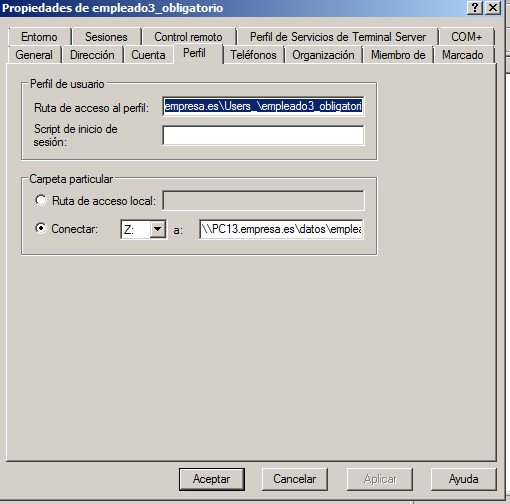 Propiedades de empleado3_obligatorio
Entorno Sesiones Control remoto Perfil de Servicios de Terminal Server COM+
General Dirección Cuenta Perfil Teléfonos Organización Miembro de Marcado
Perfil de usuario
Ruta de acceso al perfil: empresa.es\Users_\empleado3_obligatorio
Script de inicio de
sesión:
Carpeta particular
Ruta de acceso local:
Conectar: Z: a: \\PC13.empresa.es\datos\emplea
Aceptar Cancelar Aplicar Ayuda